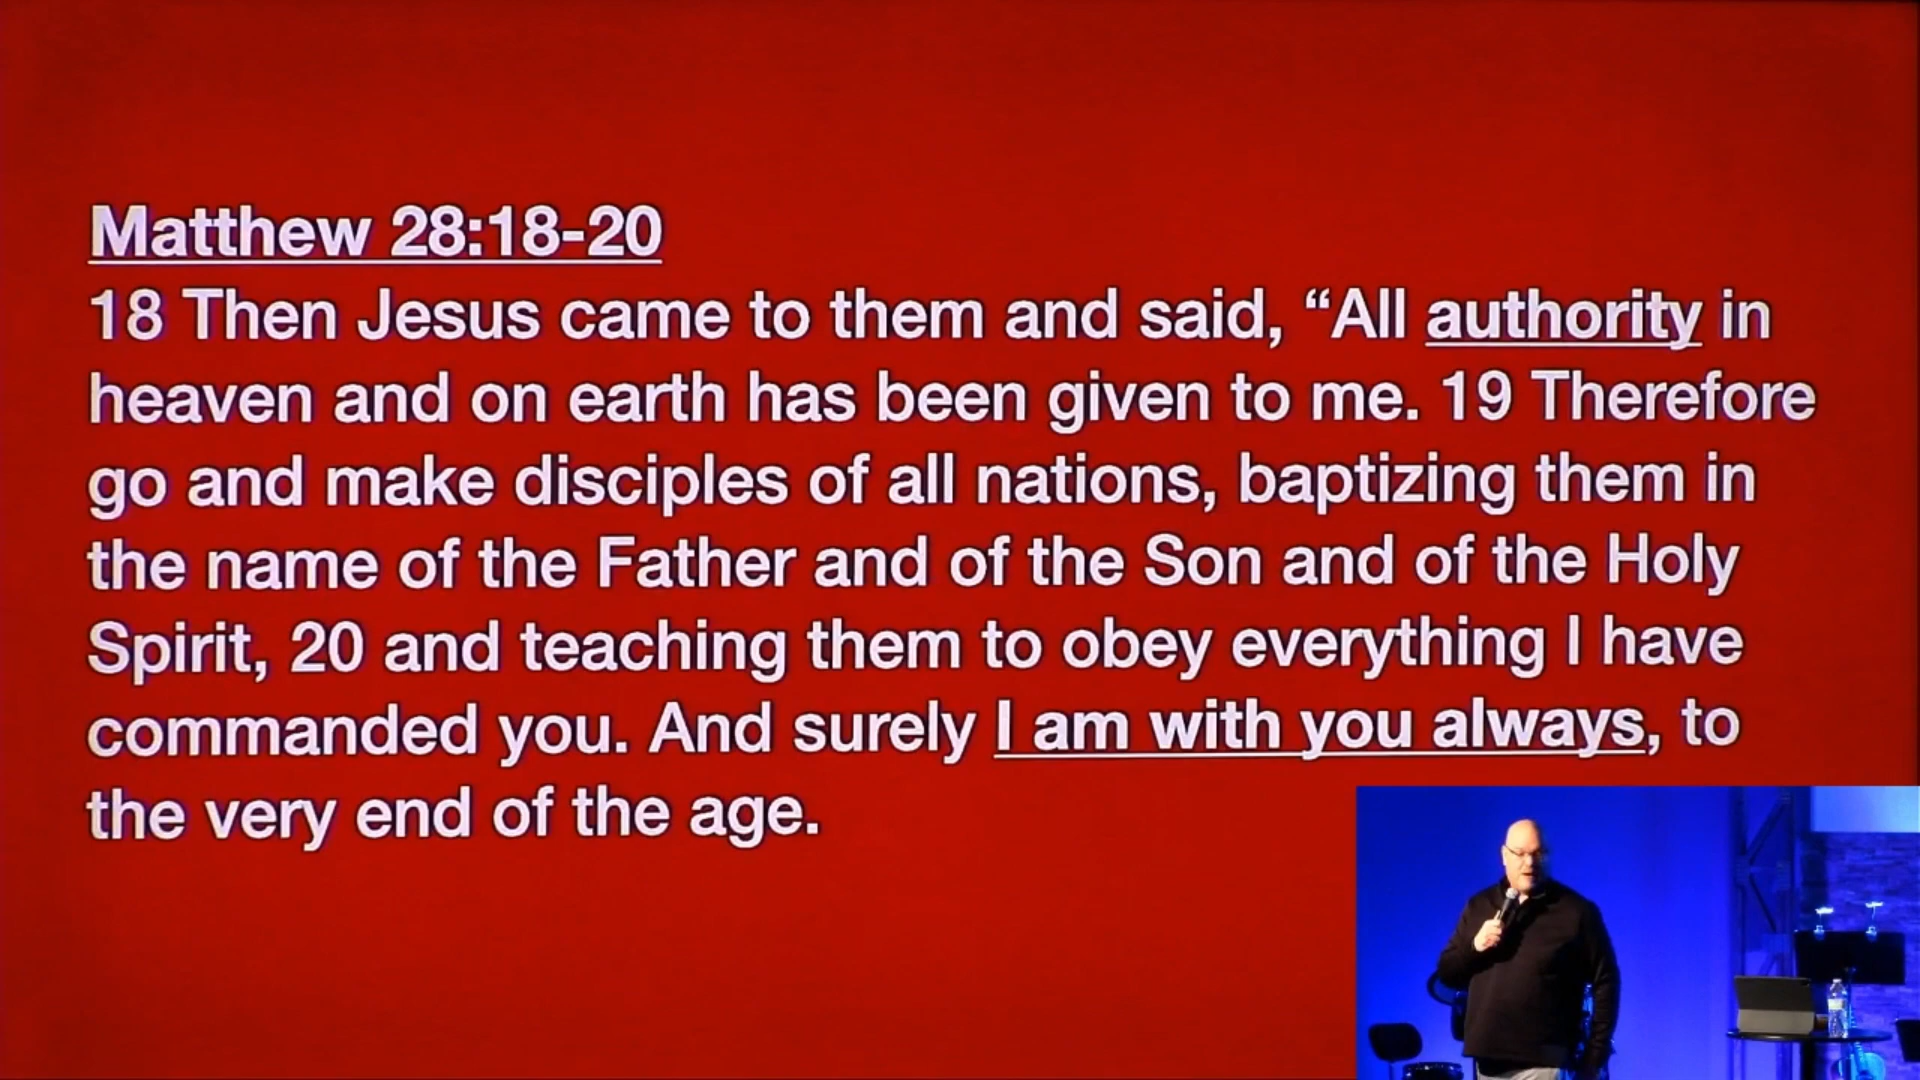 Matthew 28:18-20
18 Then Jesus came to them and said, “All authority in
heaven and on earth has been given to me. 19 Therefore
go and make disciples of all nations, baptizing them in
the name of the Father and of the Son and of the Holy
Spirit, 20 and teaching them to obey everything I have
commanded you. And surely I am with you always, to
the very end of the age.